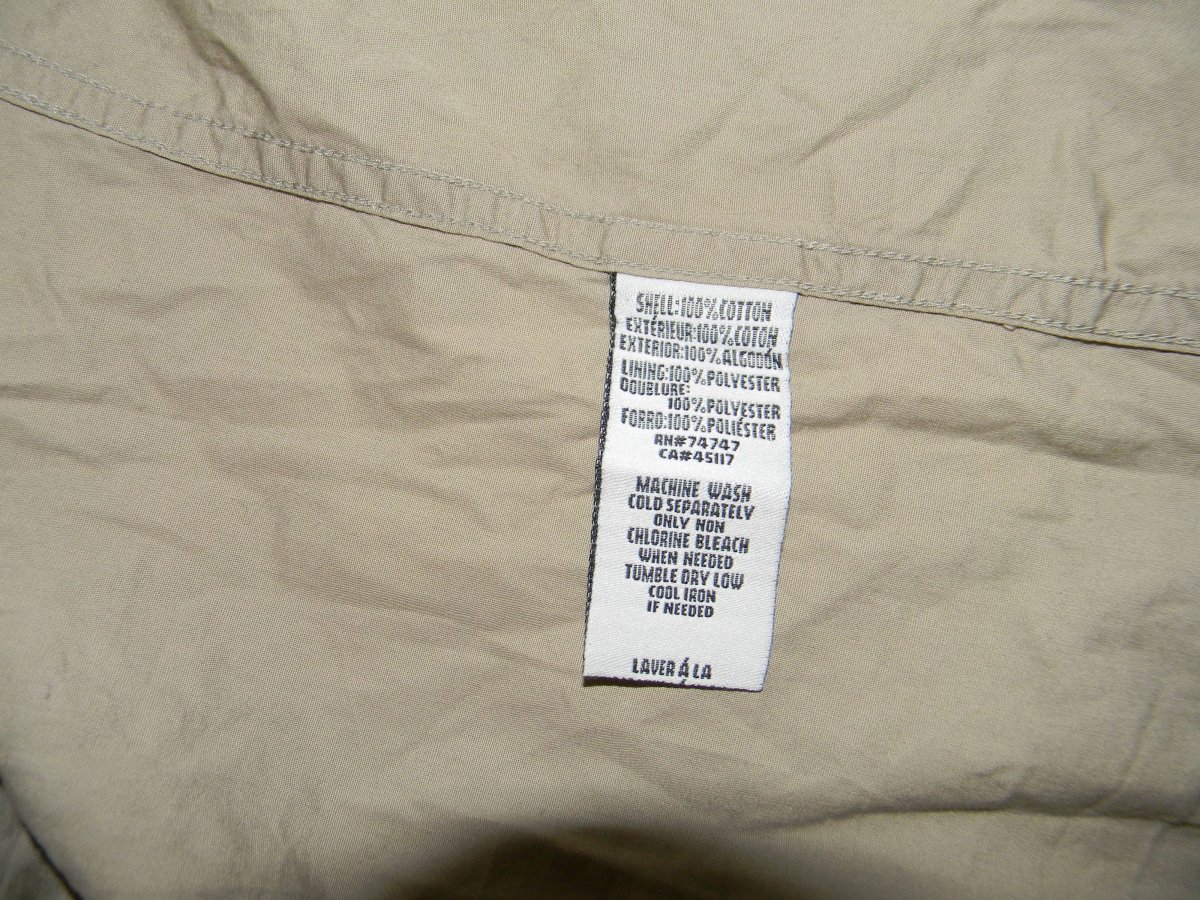 SHELL:100%COTTON
EXTÉRIEUR:100%COTON
EXTERIOR:100%ALGODÓN
LINING:100%POLYESTER
DOUBLURE:
100%POLYESTER
FORRO:100%POLIÉSTER
RN#74747
CA#45117
MACHINE WASH
COLD SEPARATELY
ONLY NON
CHLORINE BLEACH
WHEN NEEDED
TUMBLE DRY LOW
COOL IRON
IF NEEDED
LAVER Á LA